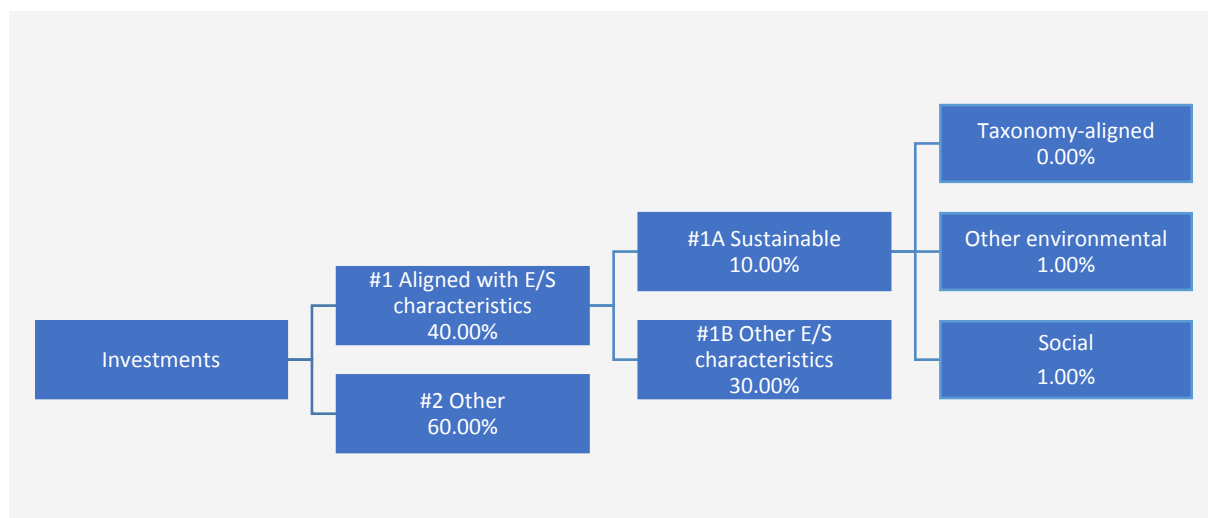 Investments
#1 Aligned with E/S
characteristics
40.00%
#2 Other
60.00%
#1A Sustainable
10.00%
#1B Other E/S
characteristics
30.00%
Taxonomy-aligned
0.00%
Other environmental
1.00%
Social
1.00%